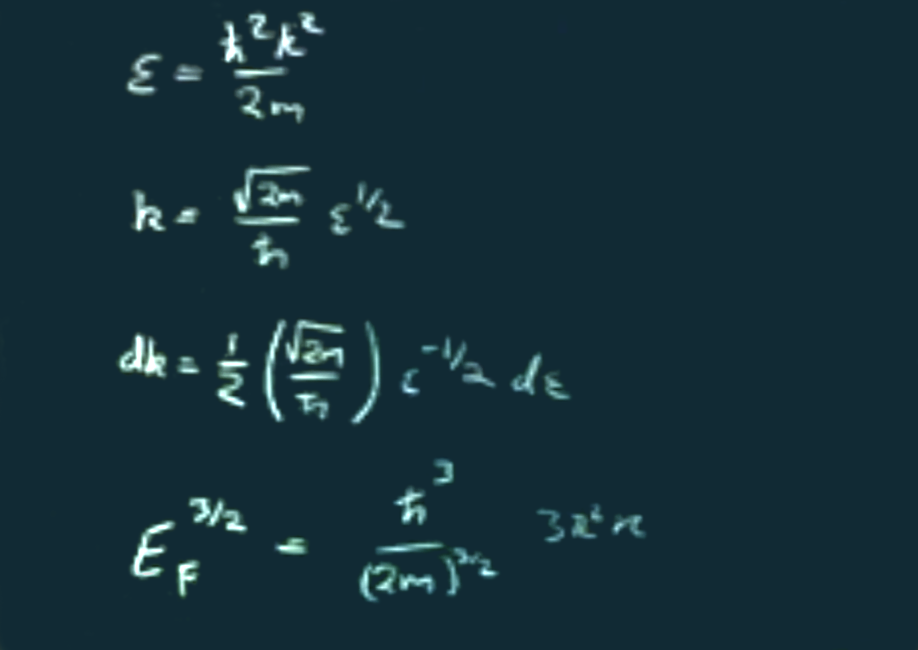 ε = ħ²k² / 2m
k = √(2m) / ħ ε^1/2
dk = 1/2 (√(2m) / ħ) ε^-1/2 dε
E_F^3/2 = ħ³ / (2m)^3/2 3π²n